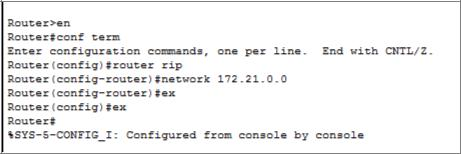 Router>en
Router#conf term
Enter configuration commands, one per line.  End with CNTL/Z.
Router(config)#router rip
Router(config-router)#network 172.21.0.0
Router(config-router)#ex
Router(config)#ex
Router#
%SYS-5-CONFIG_I: Configured from console by console